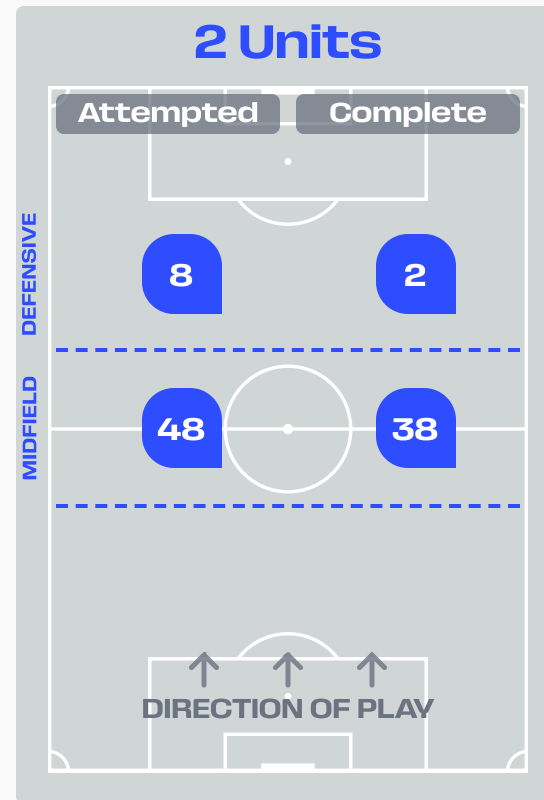 2 Units
Attempted Complete
DEFENSIVE
8 2
MIDFIELD
48 38
DIRECTION OF PLAY